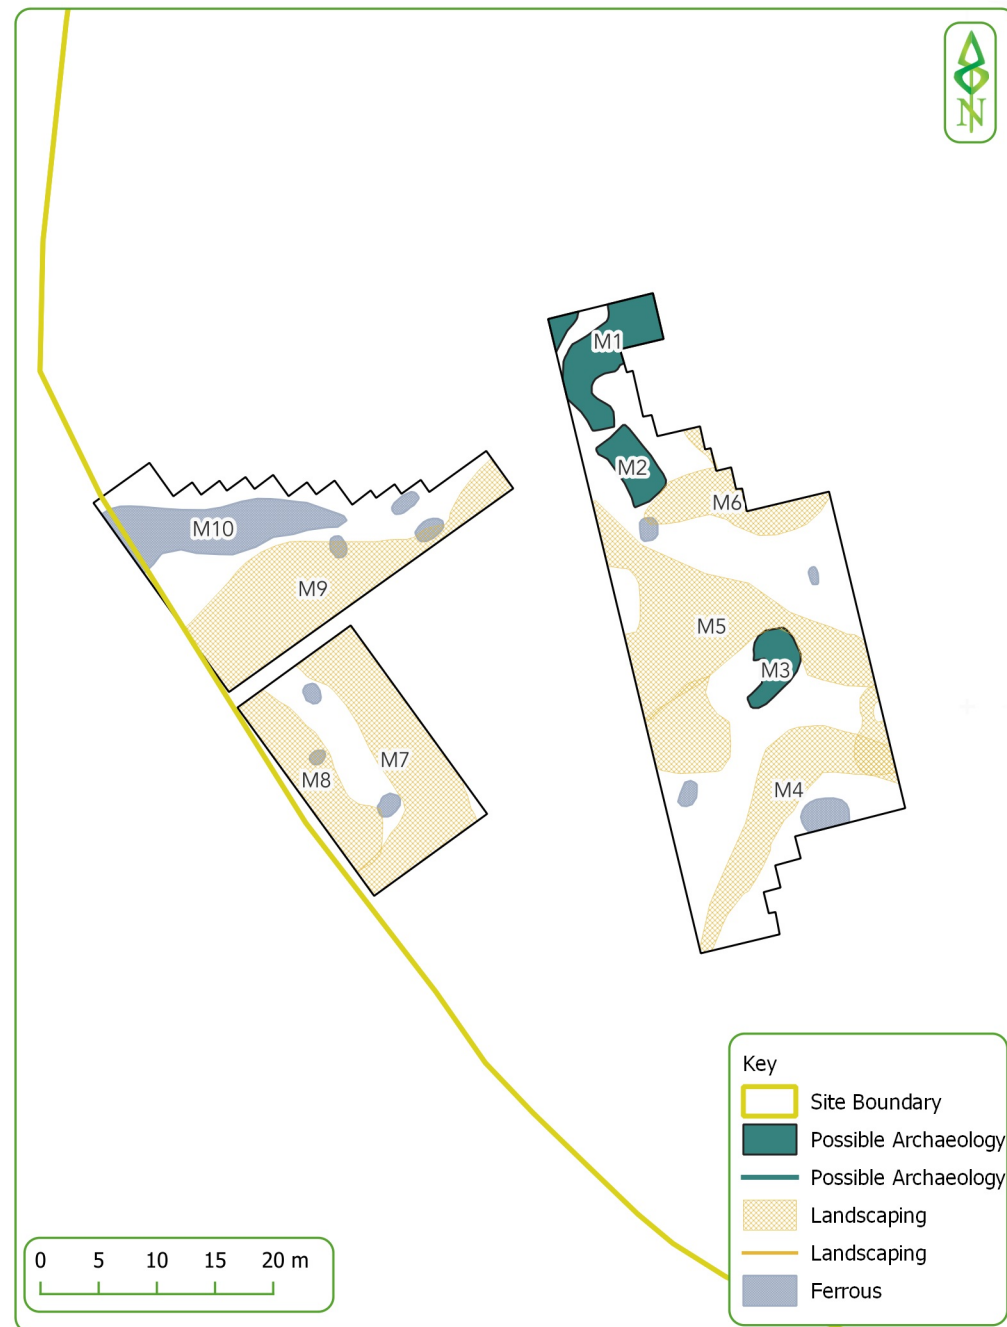 N
M1
M2
M6
M10
M9
M5
M3
M7
M8
M4
Key
Site Boundary
Possible Archaeology
Possible Archaeology
Landscaping
Landscaping
Ferrous
0 5 10 15 20 m